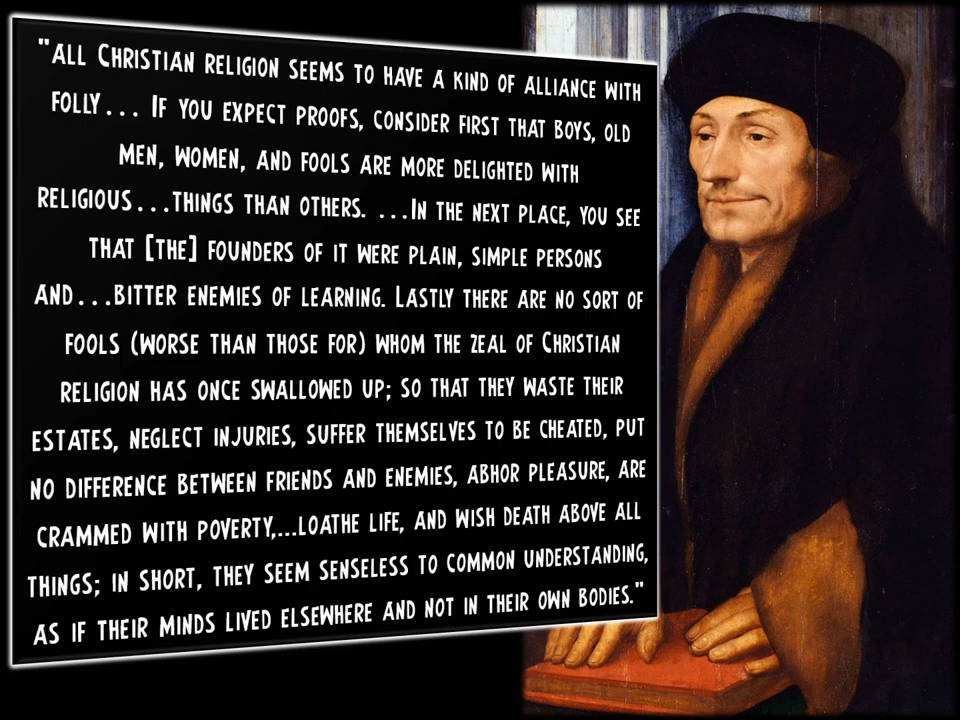 "All Christian religion seems to have a kind of alliance with
folly... If you expect proofs, consider first that boys, old
men, women, and fools are more delighted with
religious...things than others. ...In the next place, you see
that [the] founders of it were plain, simple persons
and...bitter enemies of learning. Lastly there are no sort of
fools (worse than those for) whom the zeal of Christian
religion has once swallowed up; so that they waste their
estates, neglect injuries, suffer themselves to be cheated, put
no difference between friends and enemies, abhor pleasure, are
crammed with poverty,...loathe life, and wish death above all
things; in short, they seem senseless to common understanding,
as if their minds lived elsewhere and not in their own bodies."